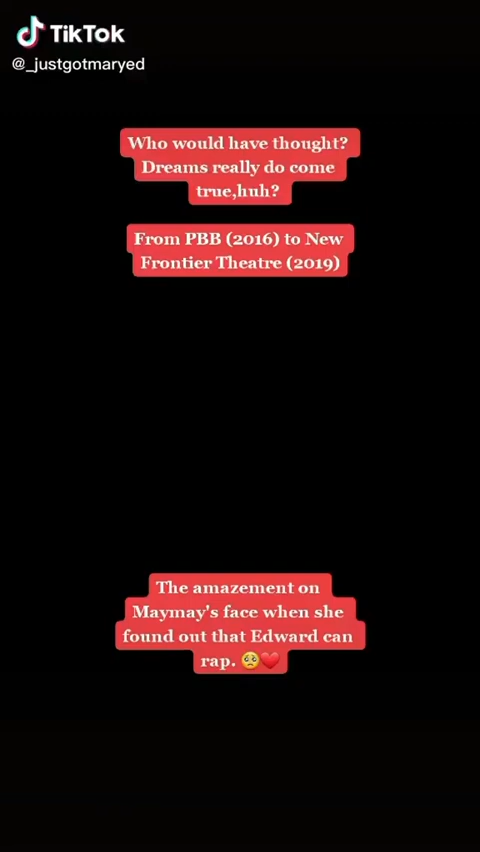 TikTok
@_justgotmaryed
Who would have thought?
Dreams really do come
true,huh?
From PBB (2016) to New
Frontier Theatre (2019)
The amazement on
Maymay's face when she
found out that Edward can
rap. 🥺❤️